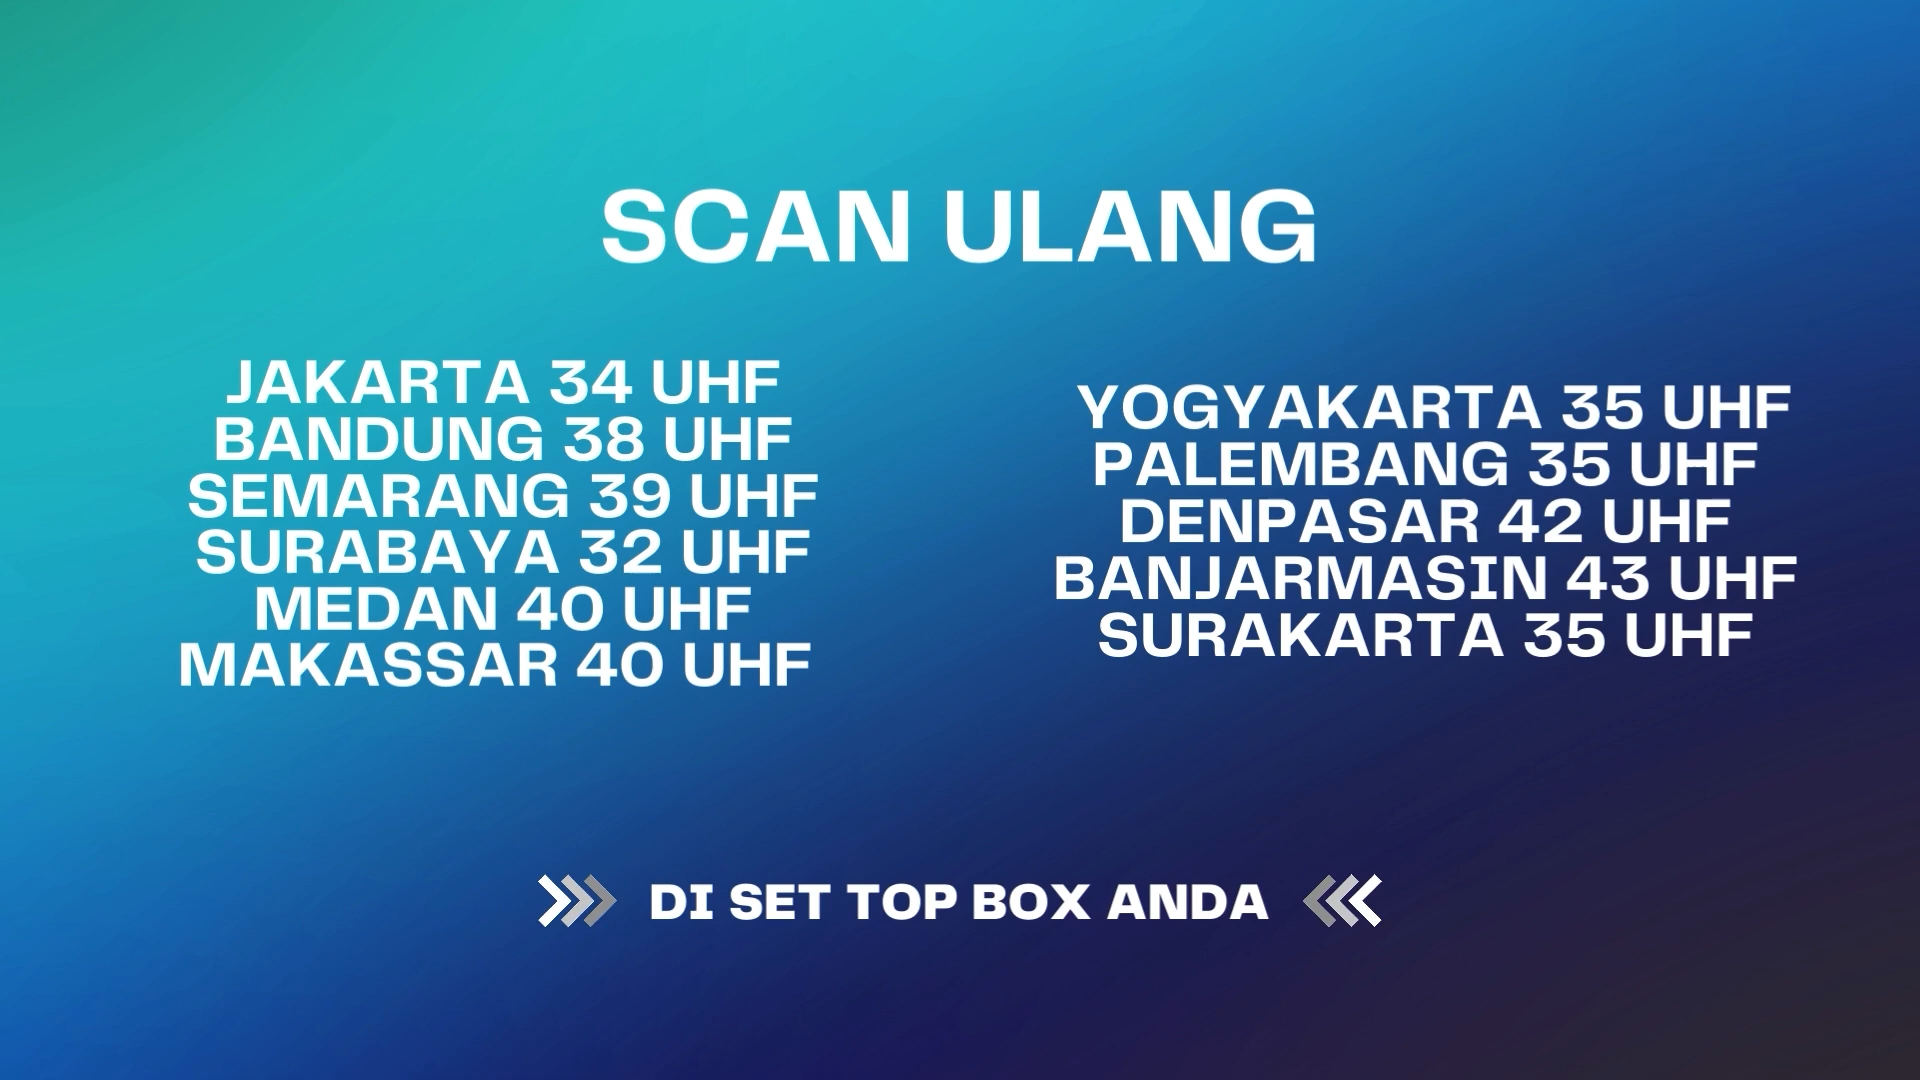 SCAN ULANG
JAKARTA 34 UHF
BANDUNG 38 UHF
SEMARANG 39 UHF
SURABAYA 32 UHF
MEDAN 40 UHF
MAKASSAR 40 UHF
YOGYAKARTA 35 UHF
PALEMBANG 35 UHF
DENPASAR 42 UHF
BANJARMASIN 43 UHF
SURAKARTA 35 UHF
DI SET TOP BOX ANDA